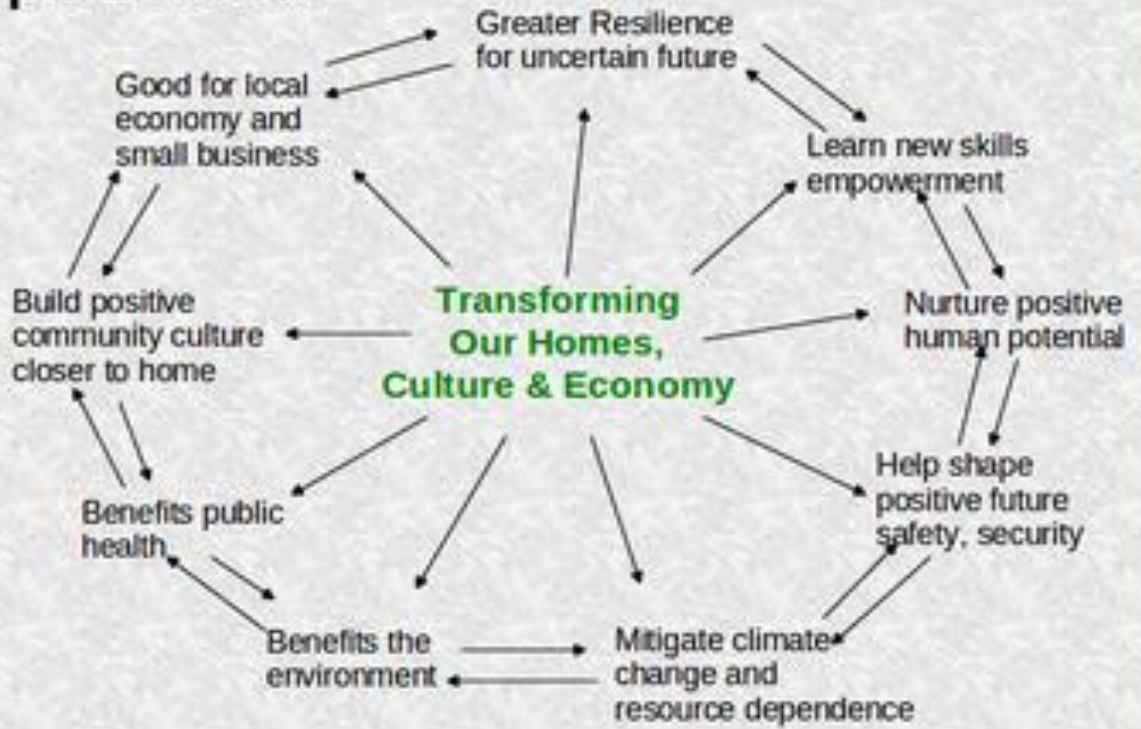 Greater Resilience
for uncertain future
Good for local
economy and
small business
Learn new skills
empowerment
Build positive
community culture
closer to home
Transforming
Our Homes,
Culture & Economy
Nurture positive
human potential
Help shape
positive future
safety, security
Benefits public
health
Benefits the
environment
Mitigate climate
change and
resource dependence